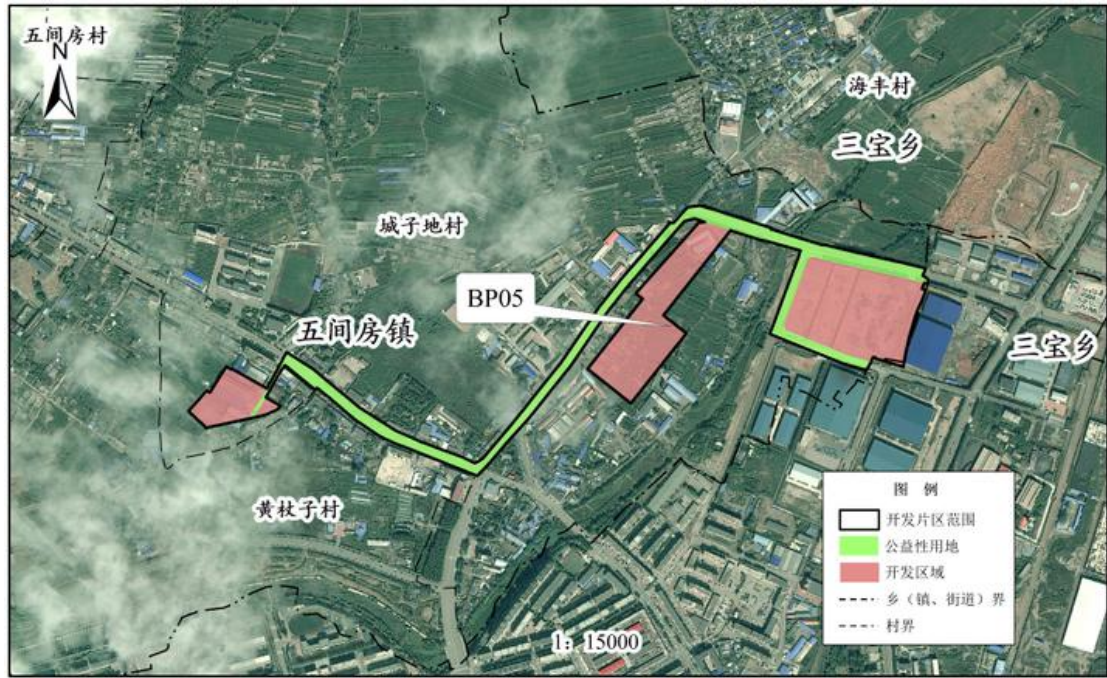 五间房村
N
海丰村
三宝乡
城子地村
BP05
五间房镇
三宝乡
黄杖子村
图 例
开发片区范围
公益性用地
开发区域
乡（镇、街道）界
村界
1：15000